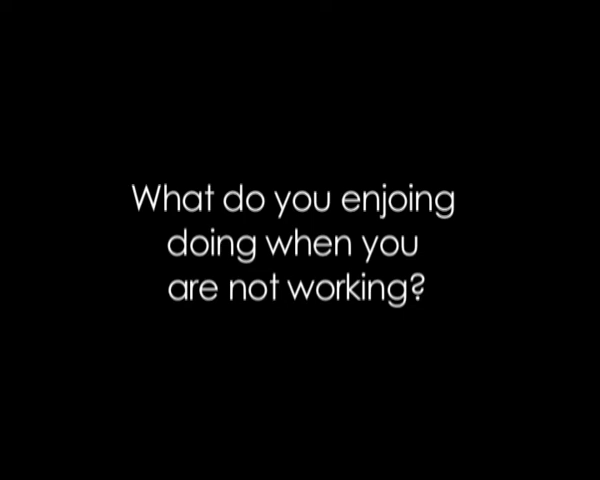 What do you enjoing
doing when you
are not working?